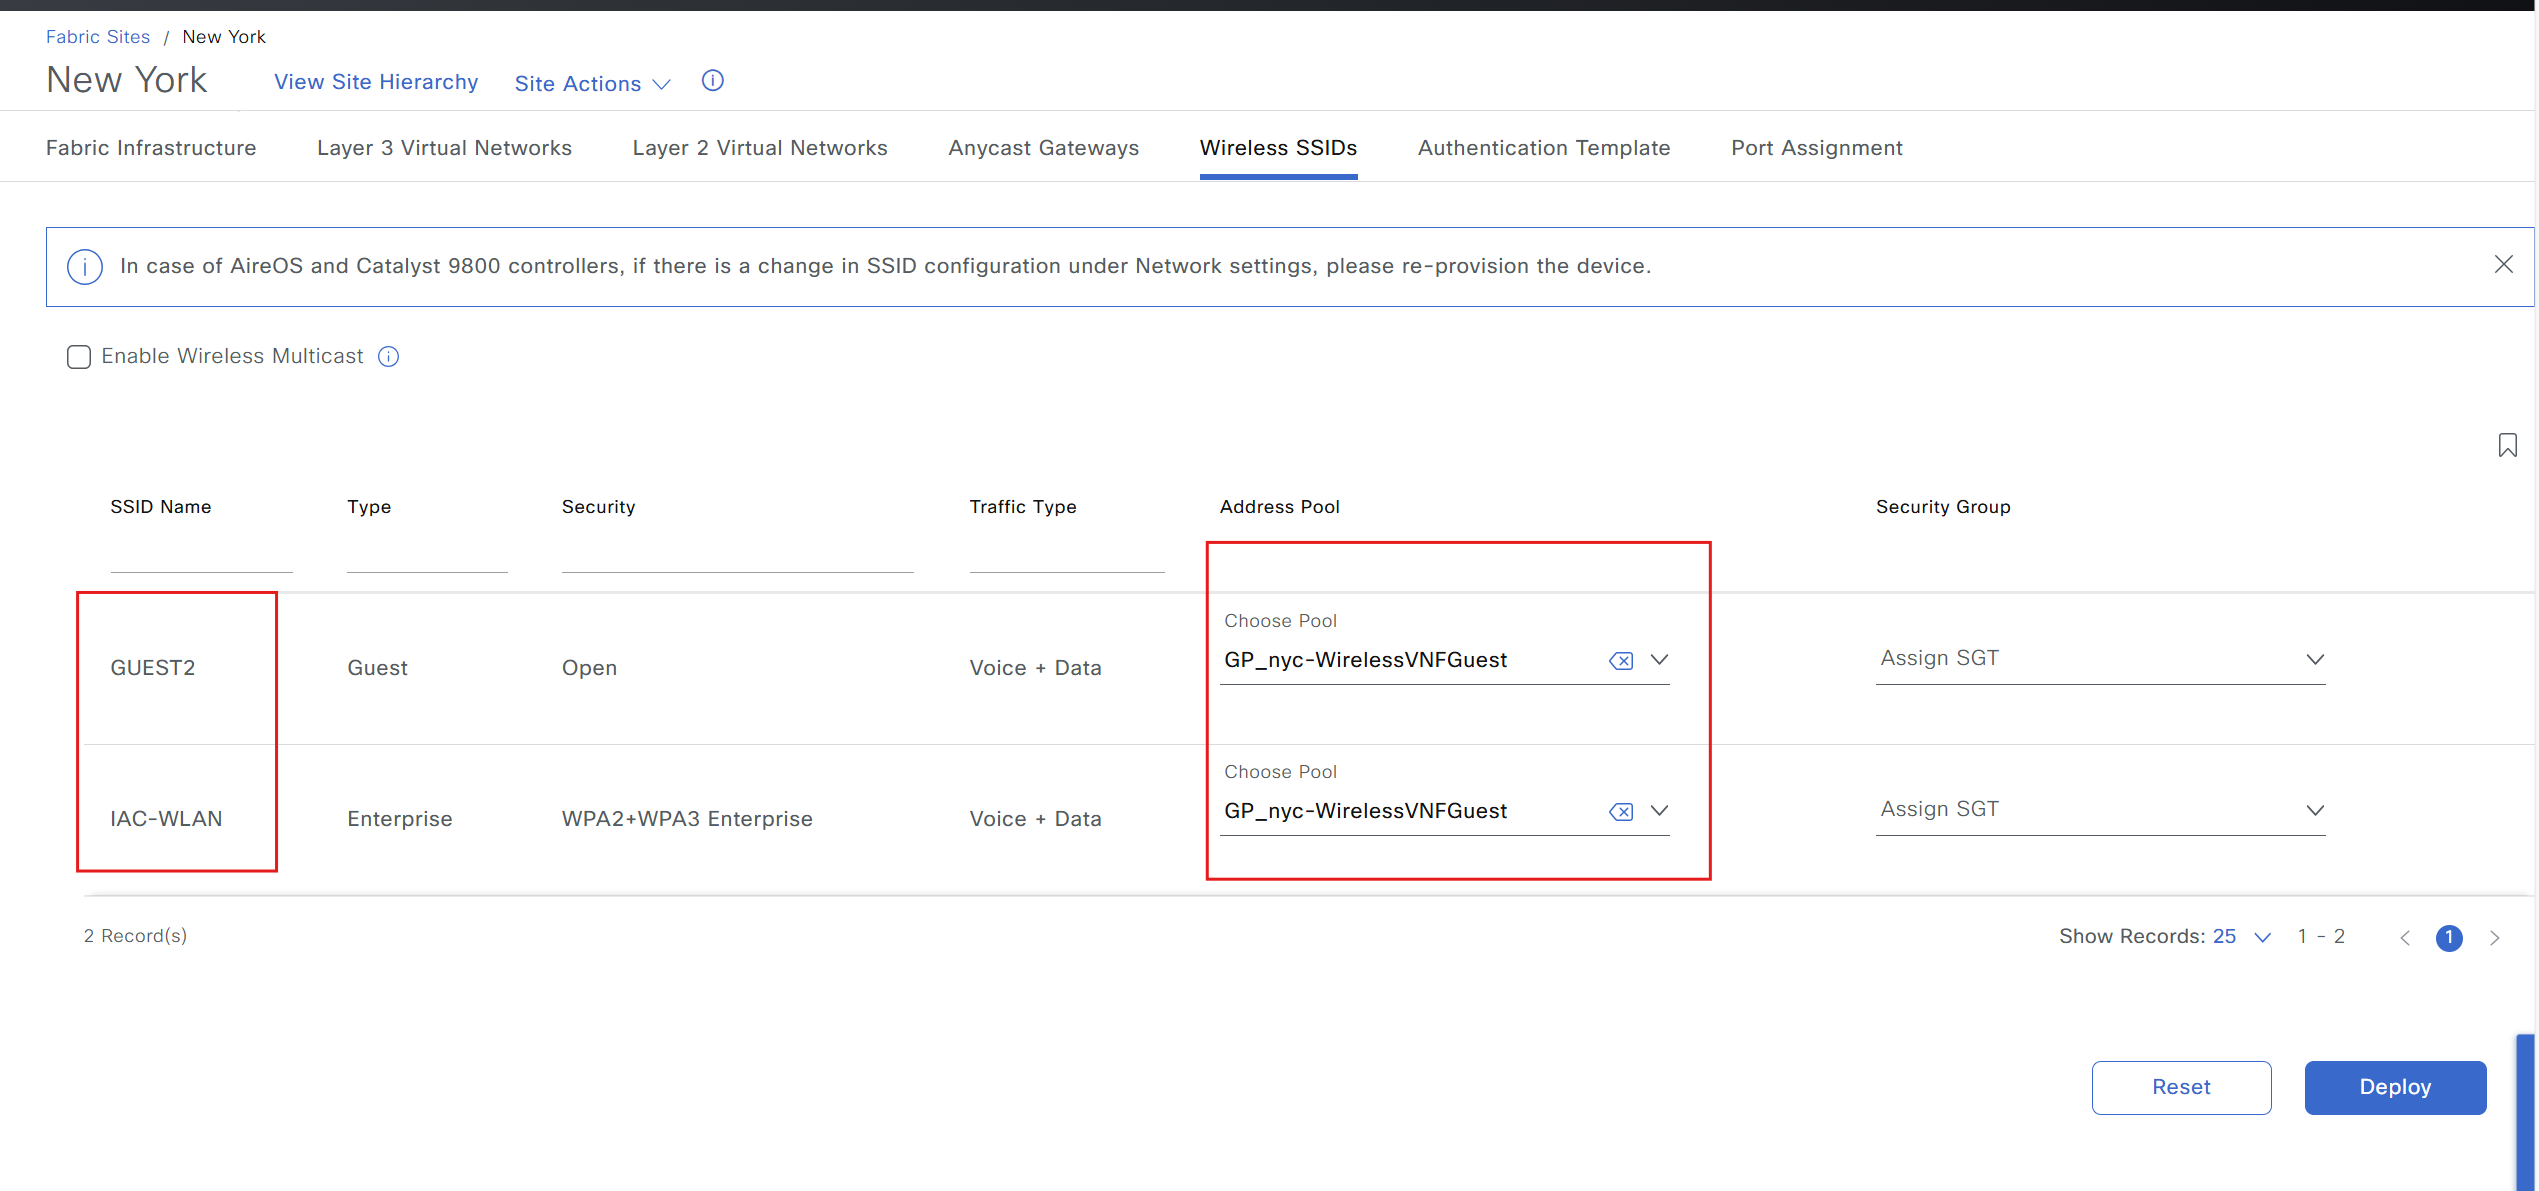 Fabric Sites / New York
New York View Site Hierarchy Site Actions
Fabric Infrastructure Layer 3 Virtual Networks Layer 2 Virtual Networks Anycast Gateways Wireless SSIDs Authentication Template Port Assignment
In case of AireOS and Catalyst 9800 controllers, if there is a change in SSID configuration under Network settings, please re-provision the device.
Enable Wireless Multicast
SSID Name Type Security Traffic Type Address Pool Security Group
Choose Pool
GUEST2 Guest Open Voice + Data GP_nyc-WirelessVNFGuest Assign SGT
Choose Pool
IAC-WLAN Enterprise WPA2+WPA3 Enterprise Voice + Data GP_nyc-WirelessVNFGuest Assign SGT
2 Record(s) Show Records: 25 1 - 2 1
Reset Deploy